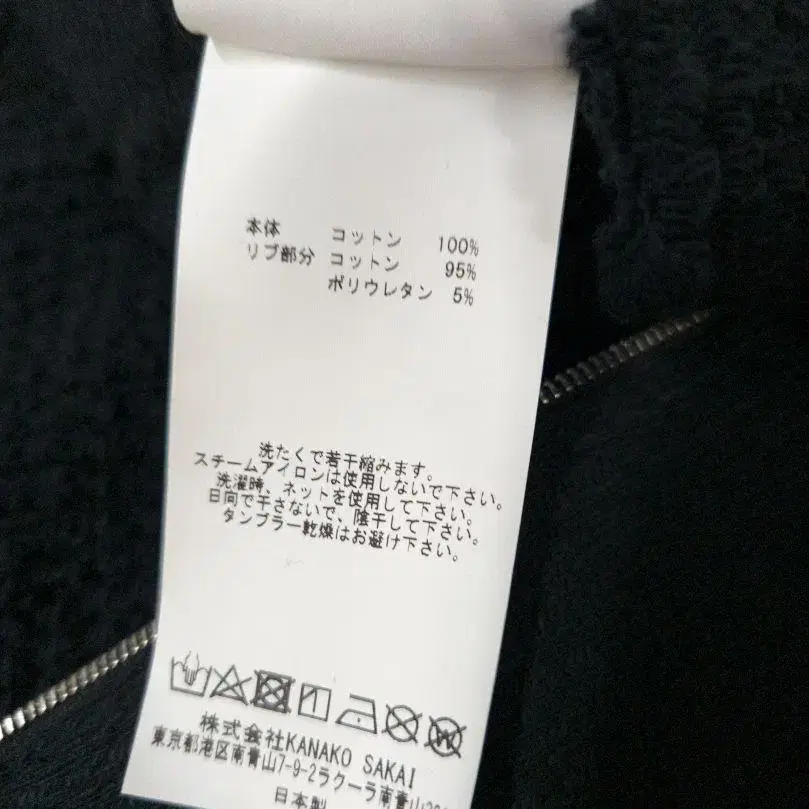 本体 コットン 100%
リブ部分 コットン 95%
ポリウレタン 5%
洗たくで若干縮みます。
スチームアイロンは使用しないで下さい。
洗濯時、ネットを使用して下さい。
日向で干さないで、陰干して下さい。
タンブラー乾燥はお避け下さい。
株式会社KANAKO SAKAI
東京都港区南青山7-9-2ラクーラ南青山
日本製